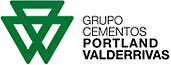 GRUPO
CEMENTOS
PORTLAND
VALDERRIVAS